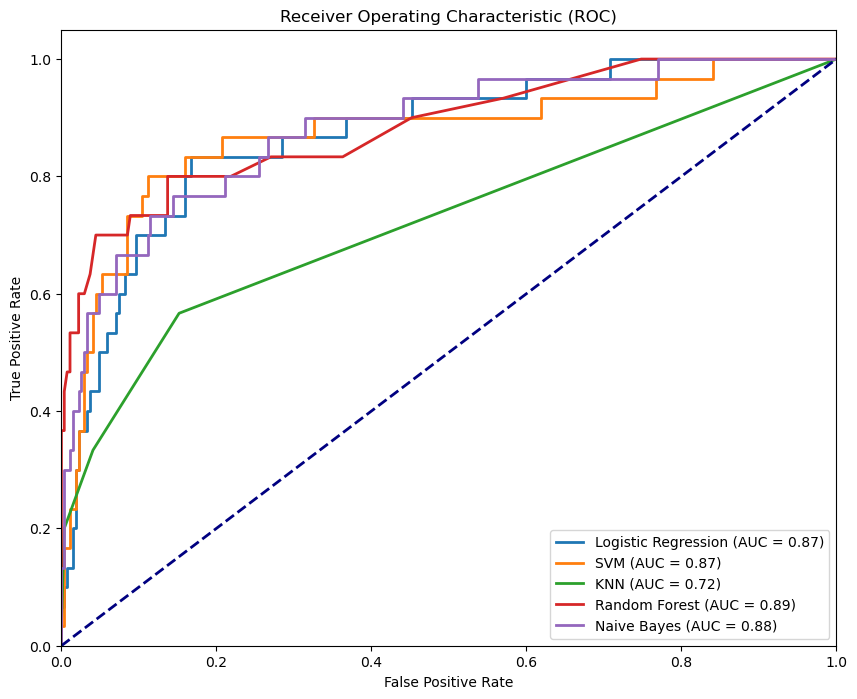 Receiver Operating Characteristic (ROC)
True Positive Rate
1.0
0.8
0.6
0.4
0.2
0.0
0.0 0.2 0.4 0.6 0.8 1.0
False Positive Rate
Logistic Regression (AUC = 0.87)
SVM (AUC = 0.87)
KNN (AUC = 0.72)
Random Forest (AUC = 0.89)
Naive Bayes (AUC = 0.88)